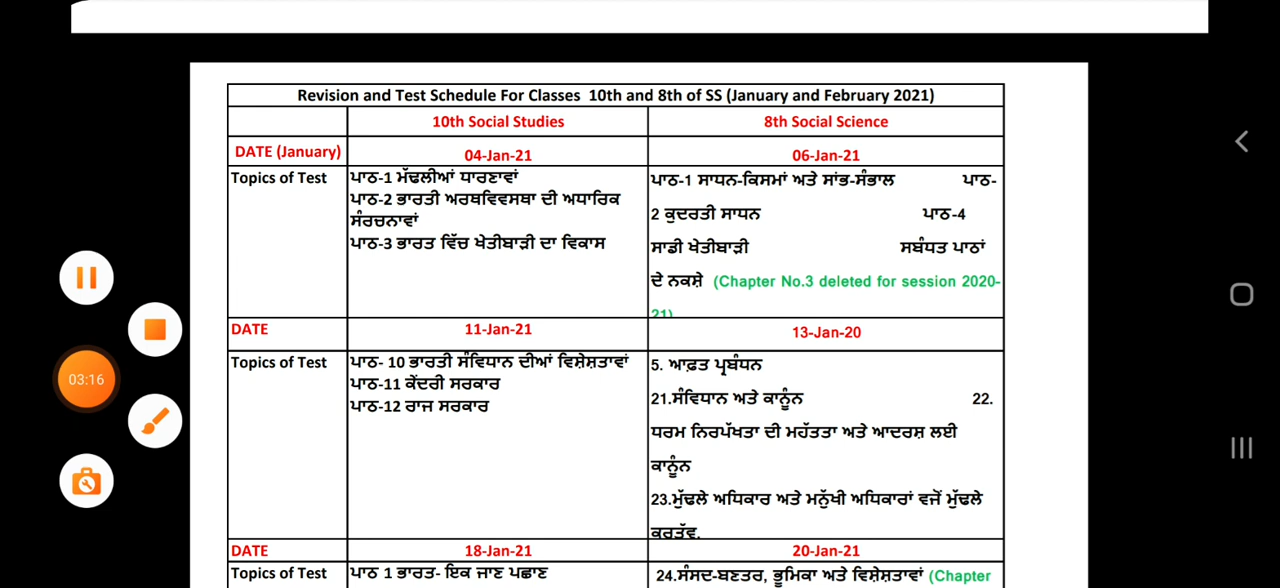 Revision and Test Schedule For Classes 10th and 8th of SS (January and February 2021)
10th Social Studies
8th Social Science
DATE (January)
04-Jan-21
06-Jan-21
Topics of Test
ਪਾਠ-1 ਮੱਢਲੀਆਂ ਧਾਰਣਾਵਾਂ
ਪਾਠ-2 ਭਾਰਤੀ ਅਰਥਵਿਵਸਥਾ ਦੀ ਅਧਾਰਿਕ
ਸੰਰਚਨਾਵਾਂ
ਪਾਠ-3 ਭਾਰਤ ਵਿੱਚ ਖੇਤੀਬਾੜੀ ਦਾ ਵਿਕਾਸ
ਪਾਠ-1 ਸਾਧਨ-ਕਿਸਮਾਂ ਅਤੇ ਸਾਂਭ-ਸੰਭਾਲ ਪਾਠ-
2 ਕੁਦਰਤੀ ਸਾਧਨ ਪਾਠ-4
ਸਾਡੀ ਖੇਤੀਬਾੜੀ ਸਬੰਧਤ ਪਾਠਾਂ
ਦੇ ਨਕਸ਼ੇ (Chapter No.3 deleted for session 2020-
21)
DATE
11-Jan-21
13-Jan-20
Topics of Test
ਪਾਠ- 10 ਭਾਰਤੀ ਸੰਵਿਧਾਨ ਦੀਆਂ ਵਿਸ਼ੇਸ਼ਤਾਵਾਂ
ਪਾਠ-11 ਕੇਂਦਰੀ ਸਰਕਾਰ
ਪਾਠ-12 ਰਾਜ ਸਰਕਾਰ
5. ਆਫ਼ਤ ਪ੍ਰਬੰਧਨ
21.ਸੰਵਿਧਾਨ ਅਤੇ ਕਾਨੂੰਨ 22.
ਧਰਮ ਨਿਰਪੱਖਤਾ ਦੀ ਮਹੱਤਤਾ ਅਤੇ ਆਦਰਸ਼ ਲਈ
ਕਾਨੂੰਨ
23.ਮੁੱਢਲੇ ਅਧਿਕਾਰ ਅਤੇ ਮਨੁੱਖੀ ਅਧਿਕਾਰਾਂ ਵਜੋਂ ਮੁੱਢਲੇ
ਕਰਤੱਵ.
DATE
18-Jan-21
20-Jan-21
Topics of Test
ਪਾਠ 1 ਭਾਰਤ- ਇਕ ਜਾਣ ਪਛਾਣ
24.ਸੰਸਦ-ਬਣਤਰ, ਭੂਮਿਕਾ ਅਤੇ ਵਿਸ਼ੇਸ਼ਤਾਵਾਂ (Chapter
03:16